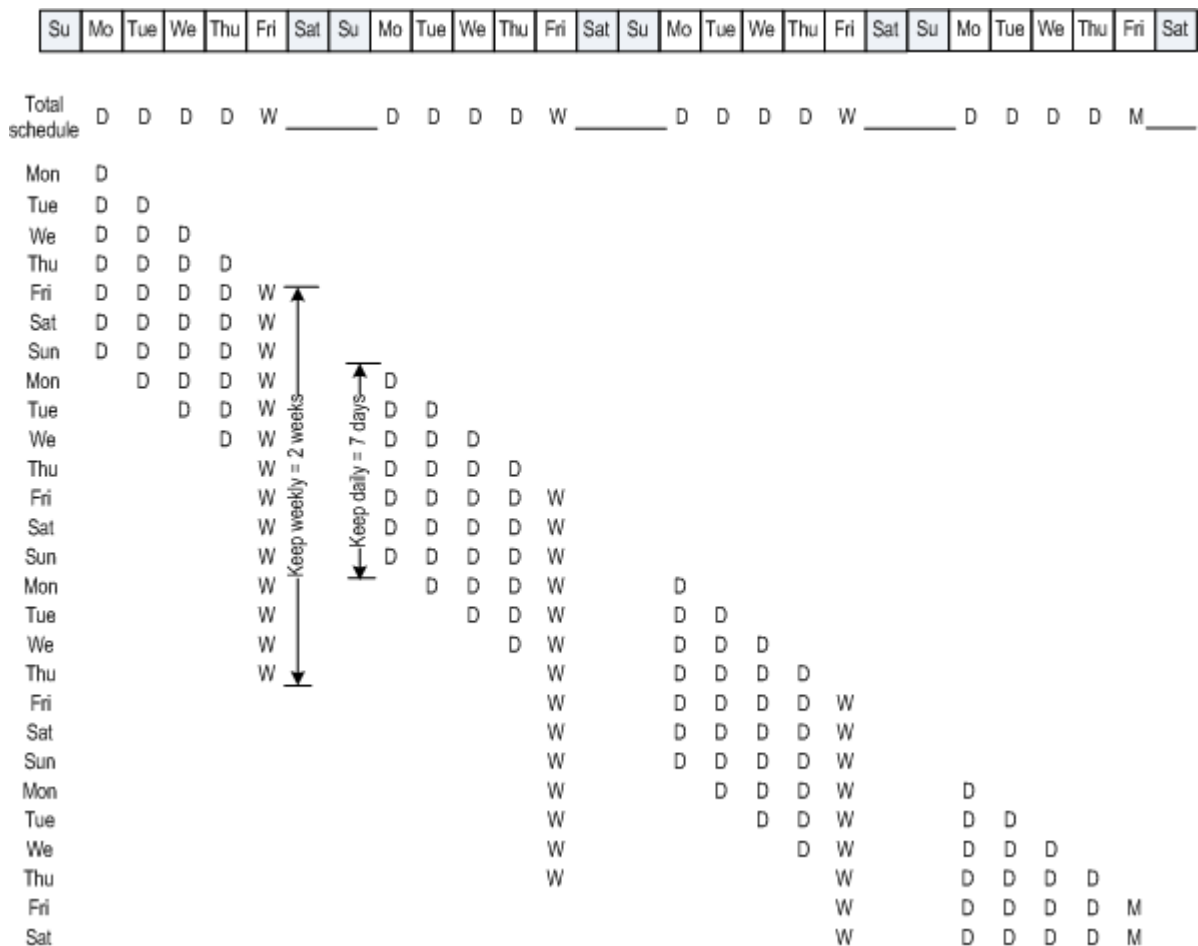 Su Mo Tue We Thu Fri Sat Su Mo Tue We Thu Fri Sat Su Mo Tue We Thu Fri Sat Su Mo Tue We Thu Fri Sat
Total
schedule D D D D W D D D D W D D D D W D D D D M
Mon D
Tue D D
We D D D
Thu D D D D
Fri D D D D W
Sat D D D D W
Sun D D D D W
Mon D D D W D
Tue D D W D D
We D W D D D
Thu W D D D D
Fri W D D D D W
Sat W D D D D W
Sun W D D D D W
Mon W D D D W D
Tue W D D W D D
We W D W D D D
Thu W W D D D D
Fri W D D D D W
Sat W D D D D W
Sun W D D D D W
Mon W D D D W D
Tue W D D W D D
We W D W D D D
Thu W W D D D D
Fri W D D D D M
Sat W D D D D M
Keep weekly = 2 weeks
Keep daily = 7 days